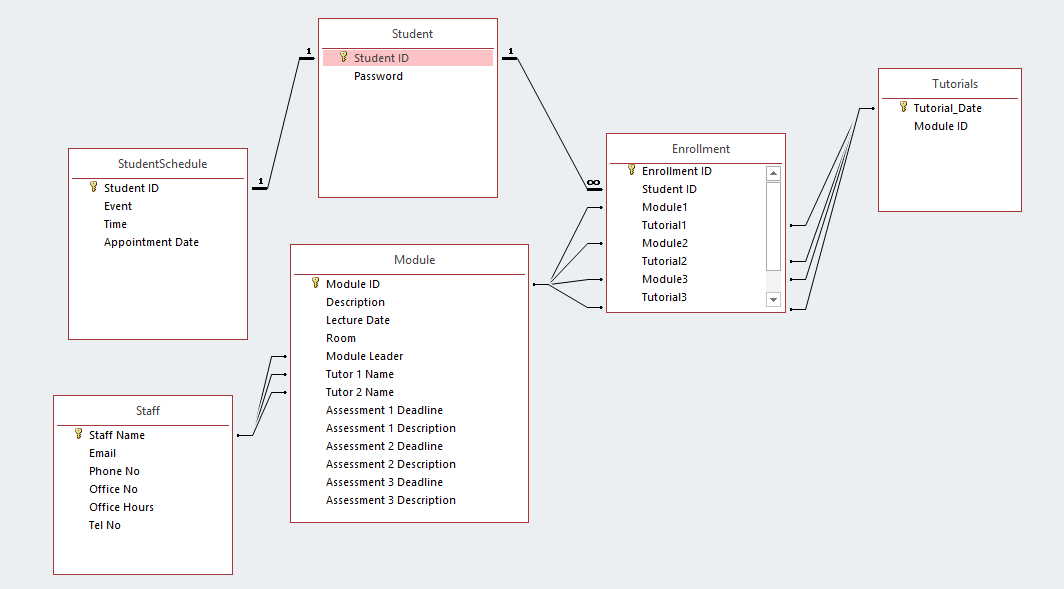 Student
Student ID
Password
1
1
StudentSchedule
Student ID
Event
Time
Appointment Date
1
Enrollment
Enrollment ID
Student ID
Module1
Tutorial1
Module2
Tutorial2
Module3
Tutorial3
∞
Tutorials
Tutorial_Date
Module ID
Module
Module ID
Description
Lecture Date
Room
Module Leader
Tutor 1 Name
Tutor 2 Name
Assessment 1 Deadline
Assessment 1 Description
Assessment 2 Deadline
Assessment 2 Description
Assessment 3 Deadline
Assessment 3 Description
Staff
Staff Name
Email
Phone No
Office No
Office Hours
Tel No